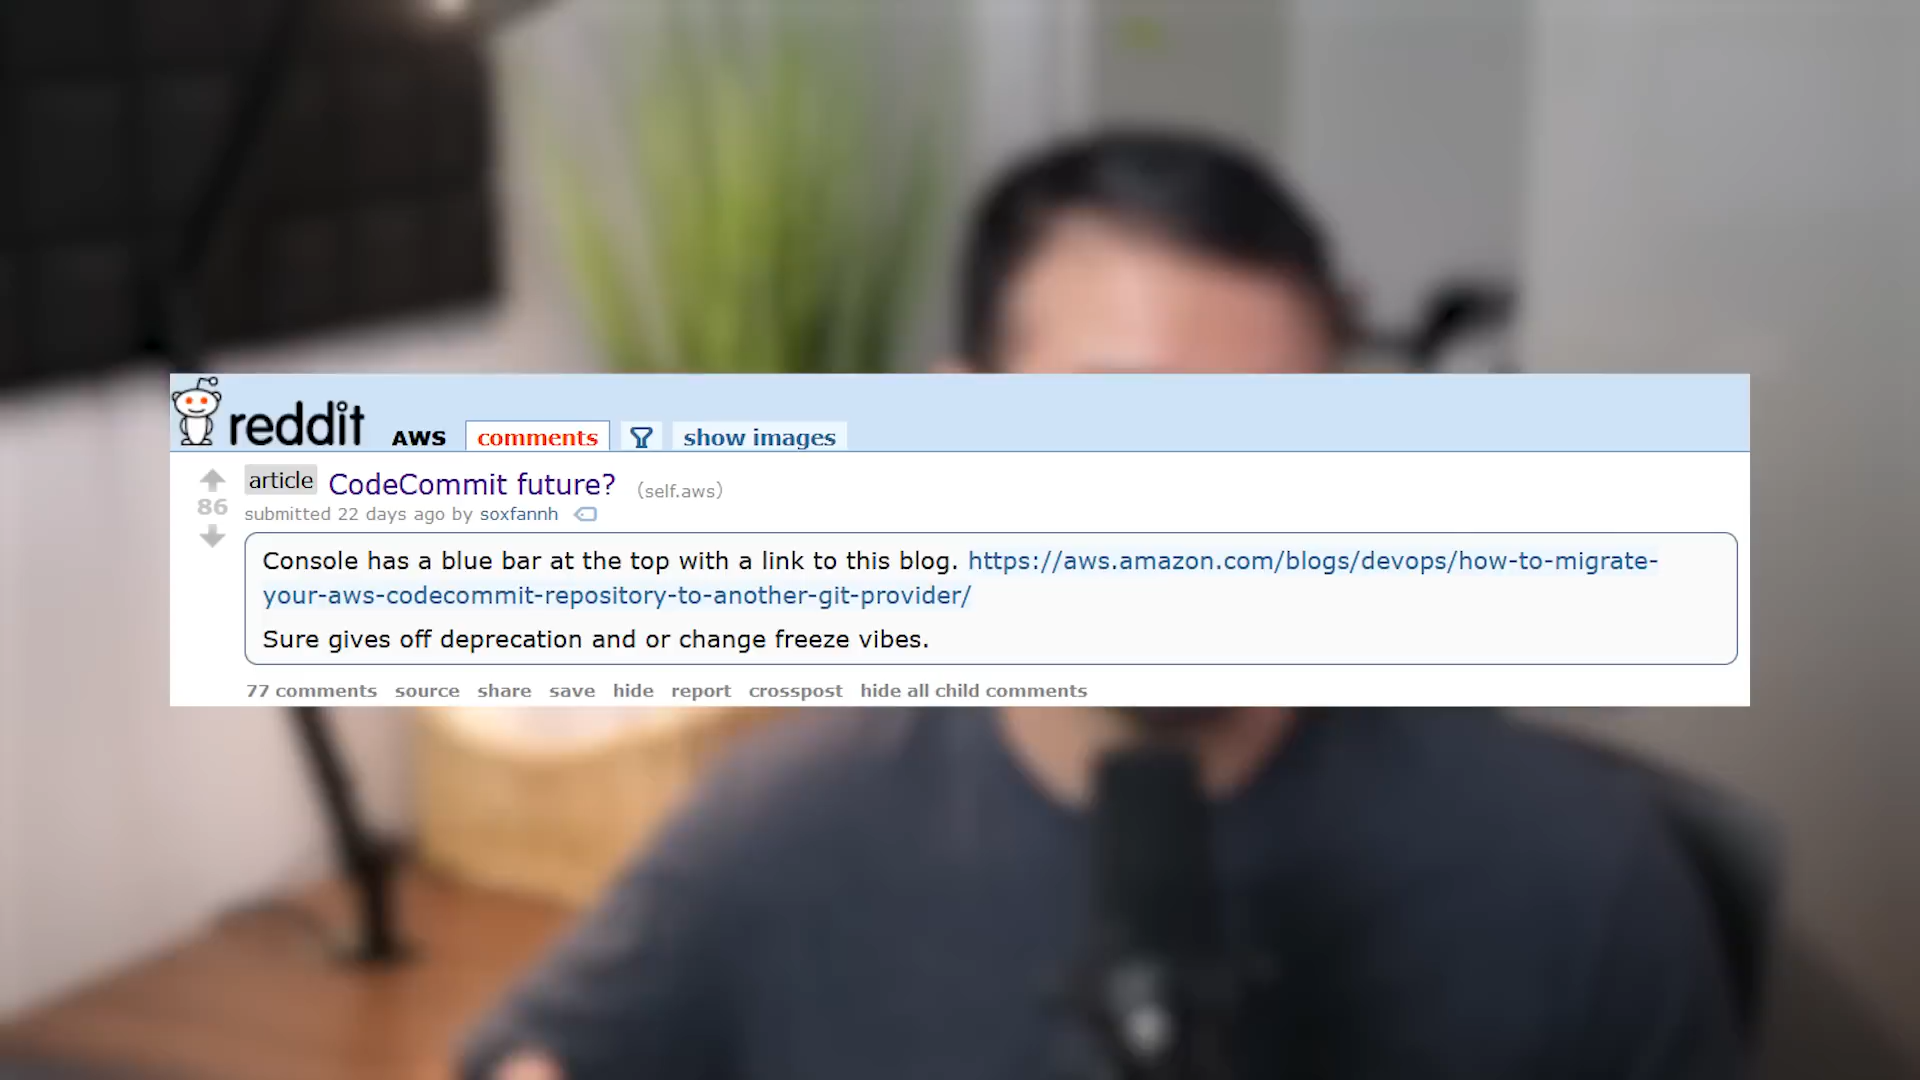 reddit AWS comments show images
article CodeCommit future? (self.aws)
86
submitted 22 days ago by soxfannh
Console has a blue bar at the top with a link to this blog. https://aws.amazon.com/blogs/devops/how-to-migrate-
your-aws-codecommit-repository-to-another-git-provider/
Sure gives off deprecation and or change freeze vibes.
77 comments source share save hide report crosspost hide all child comments